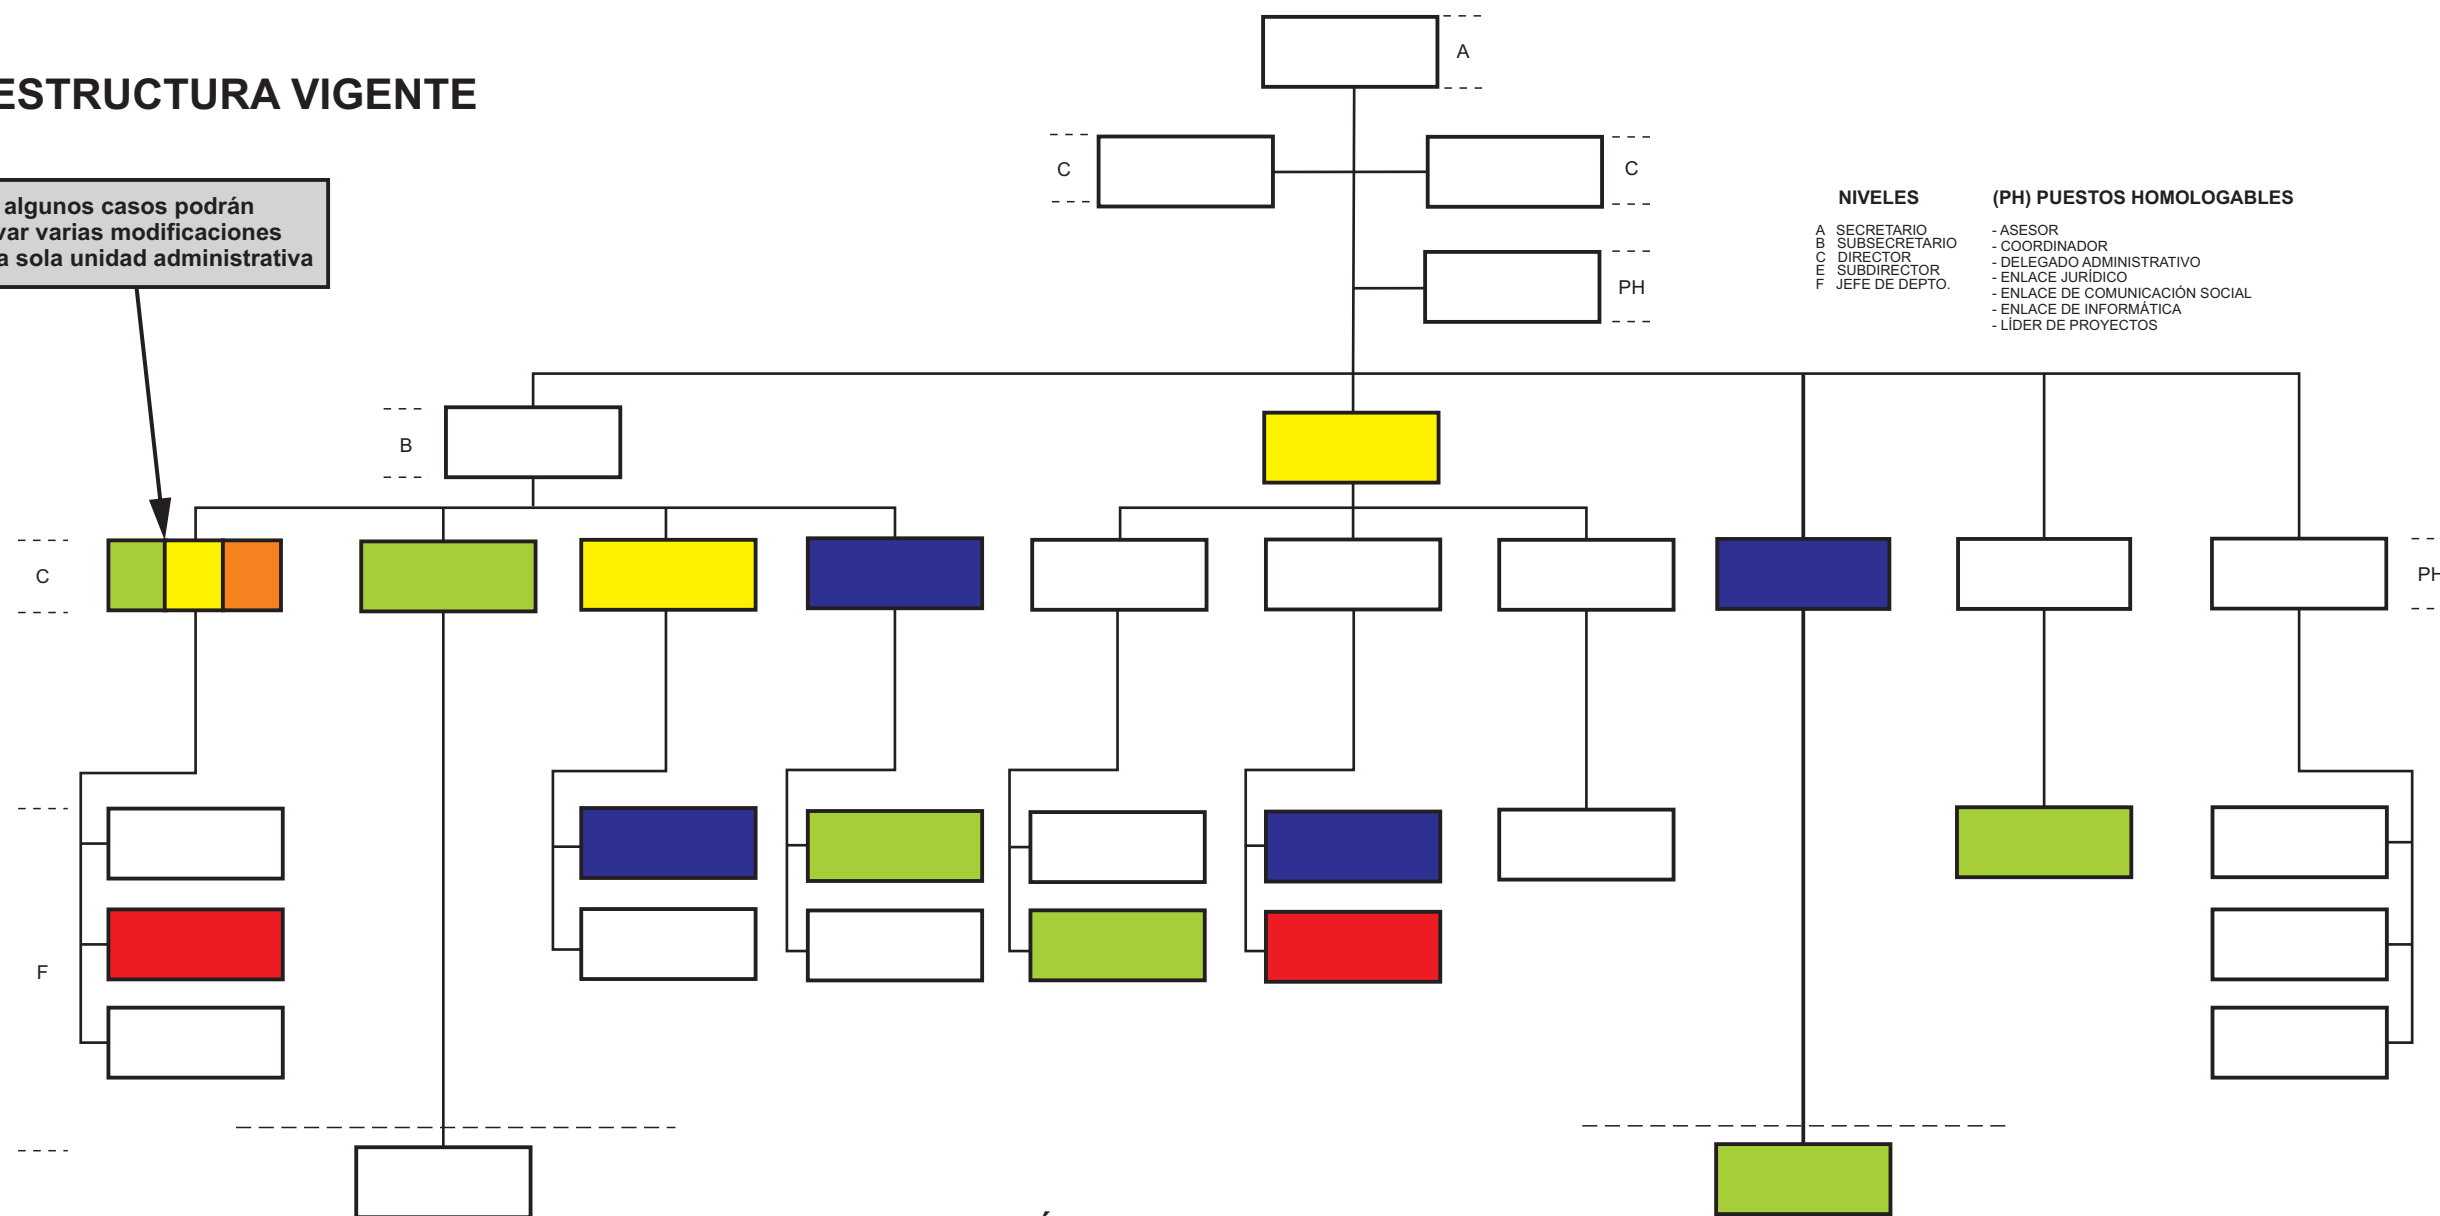 ESTRUCTURA VIGENTE
algunos casos podrán
var varias modificaciones
a sola unidad administrativa
A
C
C
PH
NIVELES
A SECRETARIO
B SUBSECRETARIO
C DIRECTOR
E SUBDIRECTOR
F JEFE DE DEPTO.
(PH) PUESTOS HOMOLOGABLES
- ASESOR
- COORDINADOR
- DELEGADO ADMINISTRATIVO
- ENLACE JURÍDICO
- ENLACE DE COMUNICACIÓN SOCIAL
- ENLACE DE INFORMÁTICA
- LÍDER DE PROYECTOS
B
C
PH
F